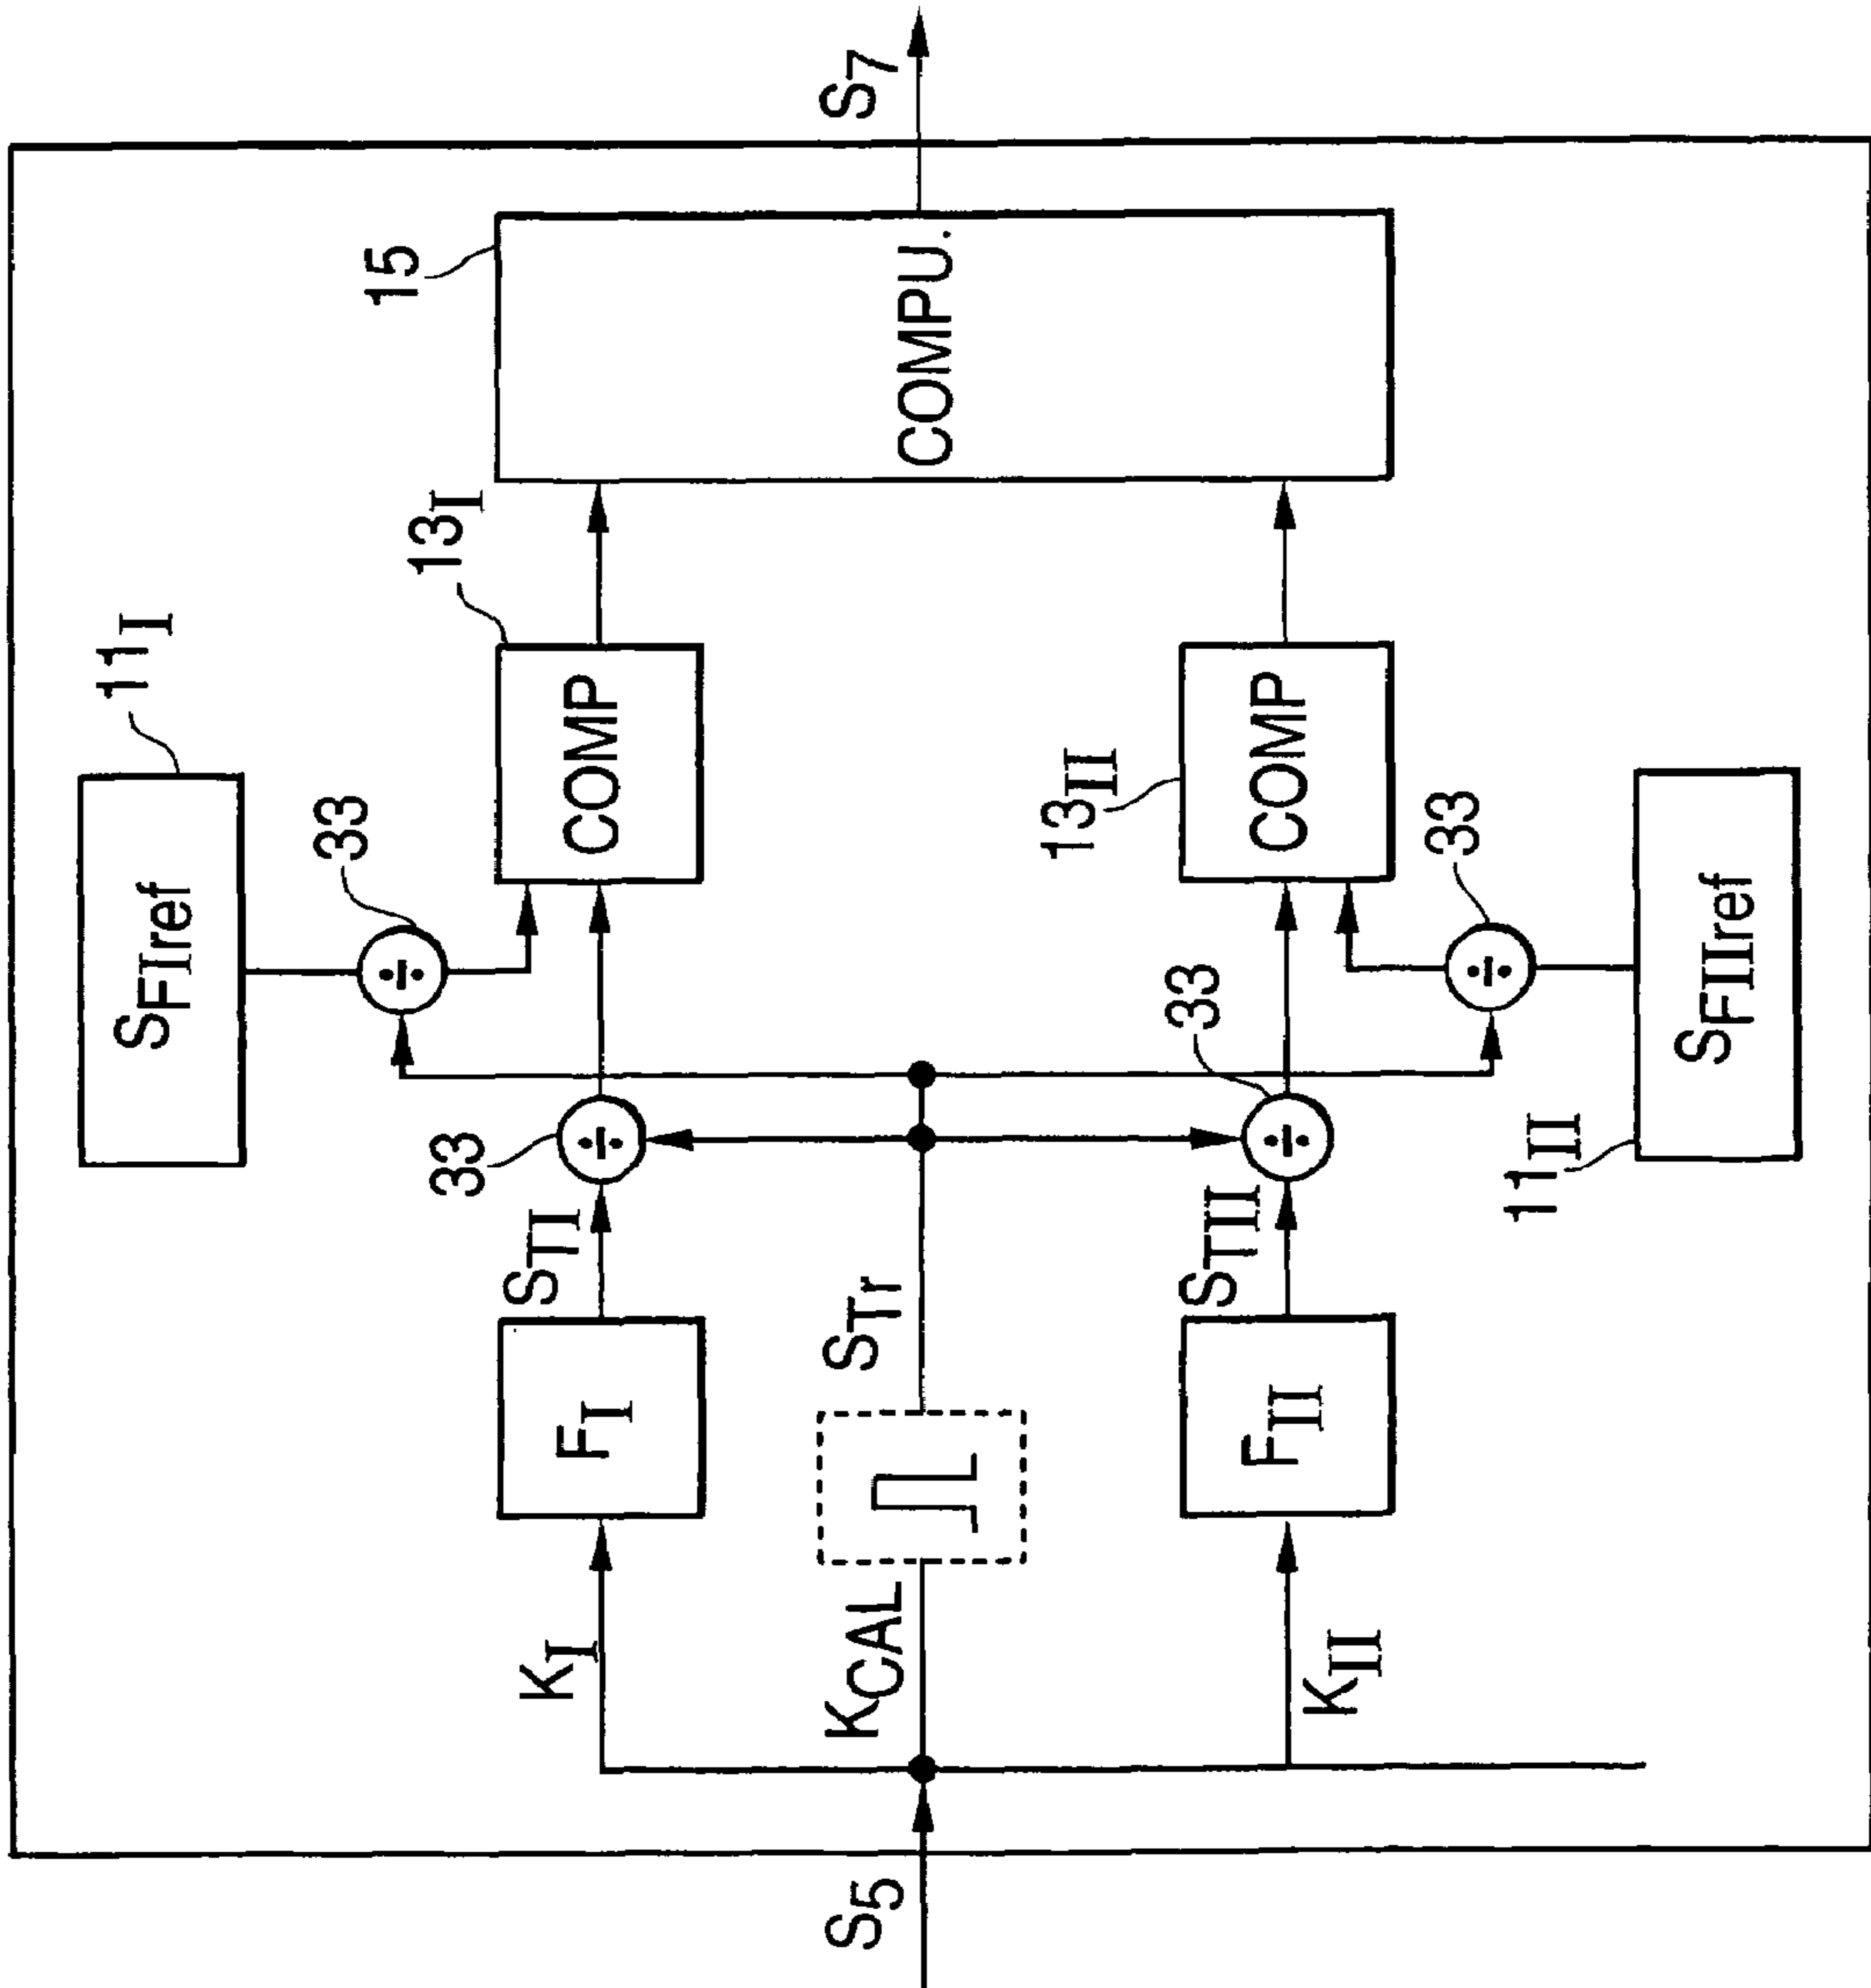 S7
15
COMPU.
13I
COMP
11I
SFIref
33
13II
COMP
33
SFIIref
11II
33
33
STI
STr
STII
FI
FII
KI
KCAL
KII
S5